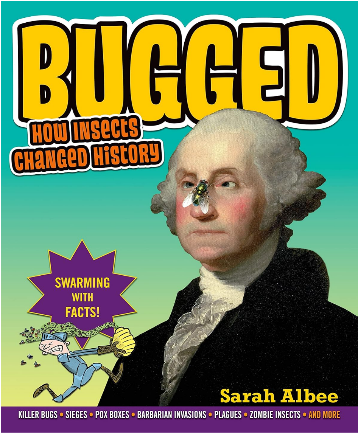 BUGGED
How Insects
Changed History
SWARMING
WITH
FACTS!
Sarah Albee
KILLER BUGS • SIEGES • POX BOXES • BARBARIAN INVASIONS • PLAGUES • ZOMBIE INSECTS • AND MORE